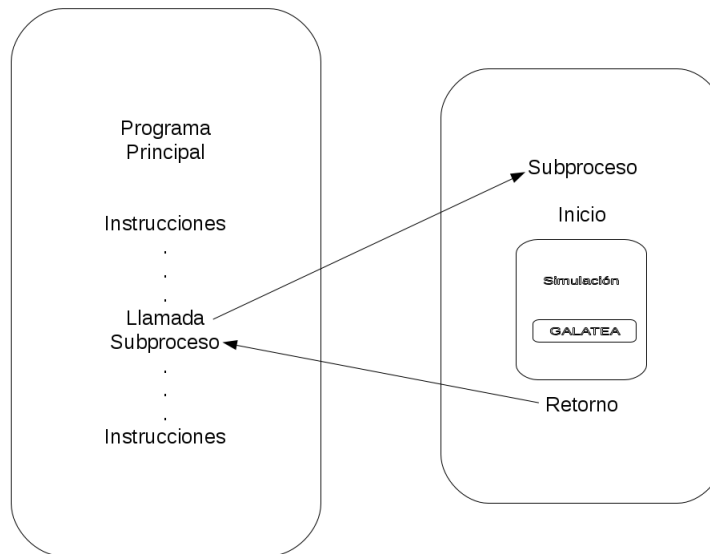 Programa
Principal
Instrucciones
.
.
.
Llamada
Subproceso
.
.
.
Instrucciones
Subproceso
Inicio
Simulación
GALATEA
Retorno